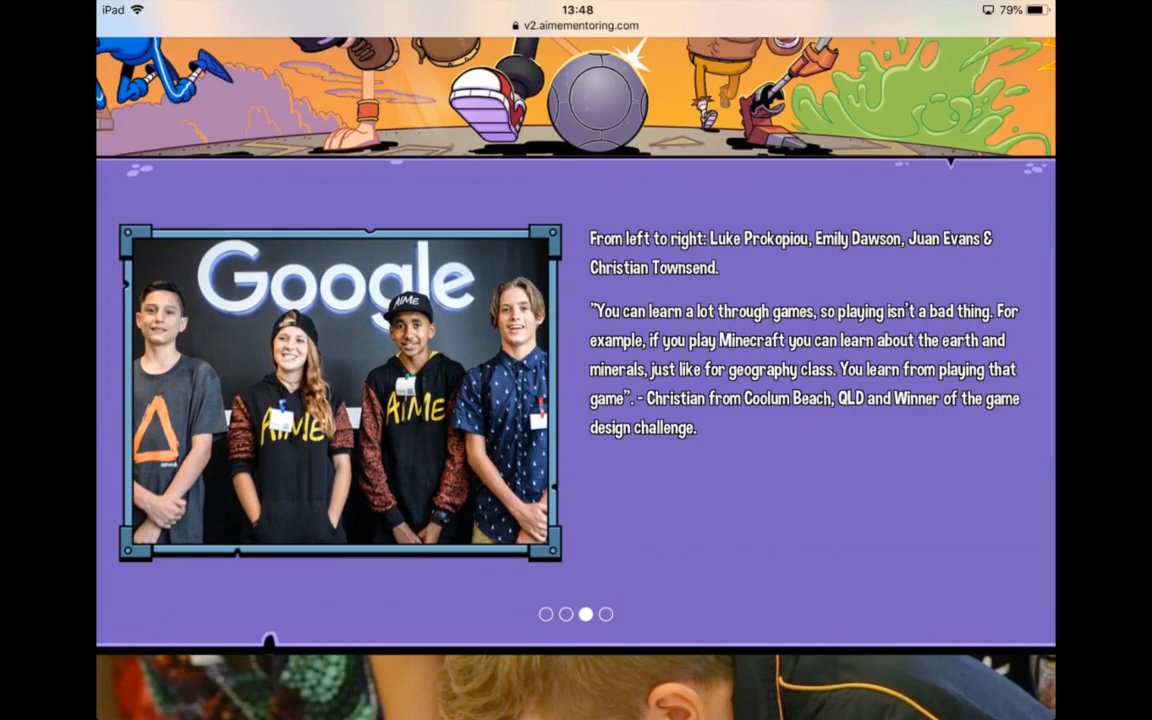 iPad
13:48
79%
v2.aimementoring.com
Google
AIME
AIME
AIME
From left to right: Luke Prokopiou, Emily Dawson, Juan Evans &
Christian Townsend.
"You can learn a lot through games, so playing isn't a bad thing. For
example, if you play Minecraft you can learn about the earth and
minerals, just like for geography class. You learn from playing that
game". - Christian from Coolum Beach, QLD and Winner of the game
design challenge.